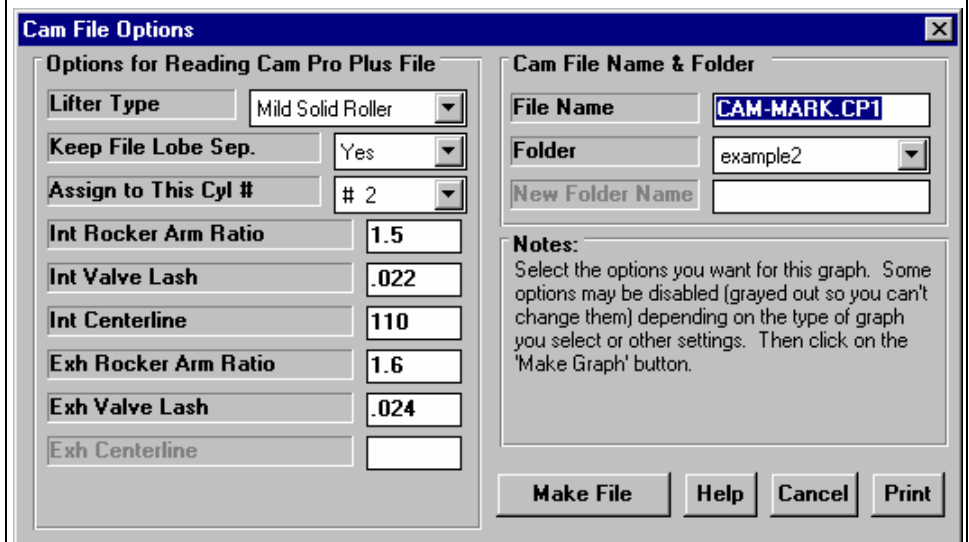 Cam File Options
Options for Reading Cam Pro Plus File
Lifter Type Mild Solid Roller
Keep File Lobe Sep. Yes
Assign to This Cyl # # 2
Int Rocker Arm Ratio 1.5
Int Valve Lash .022
Int Centerline 110
Exh Rocker Arm Ratio 1.6
Exh Valve Lash .024
Exh Centerline
Cam File Name & Folder
File Name CAM-MARK.CP1
Folder example2
New Folder Name
Notes:
Select the options you want for this graph. Some
options may be disabled (grayed out so you can't
change them) depending on the type of graph
you select or other settings. Then click on the
'Make Graph' button.
Make File Help Cancel Print